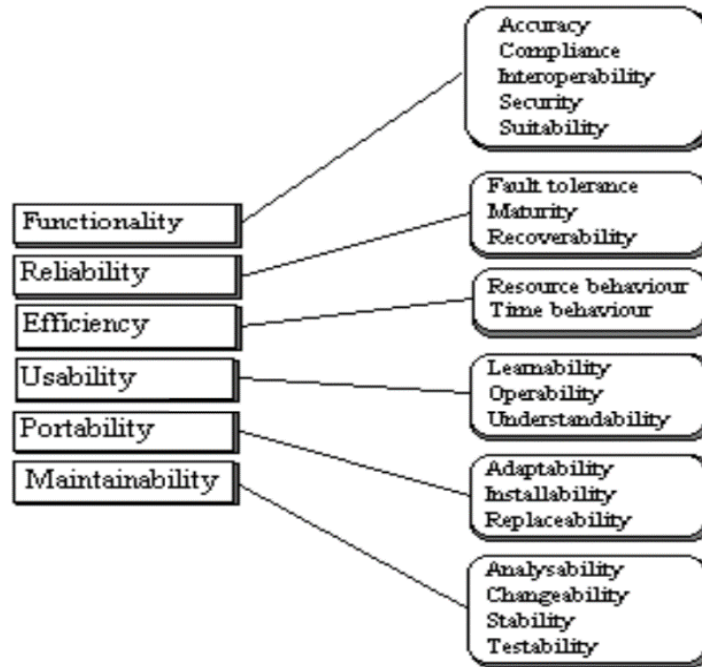 Functionality
Reliability
Efficiency
Usability
Portability
Maintainability
Accuracy
Compliance
Interoperability
Security
Suitability
Fault tolerance
Maturity
Recoverability
Resource behaviour
Time behaviour
Learnability
Operability
Understandability
Adaptability
Installability
Replaceability
Analysability
Changeability
Stability
Testability